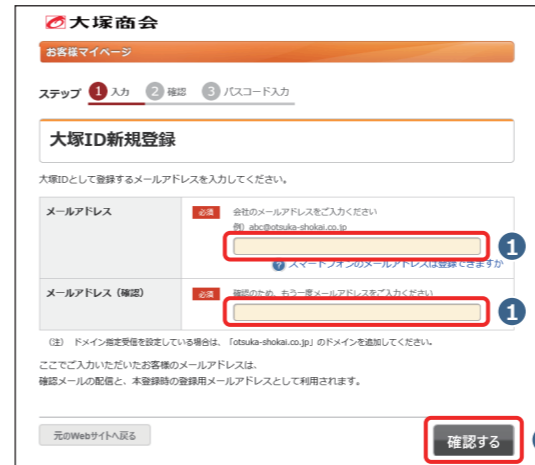 大塚商会
お客様マイページ
ステップ 1 入力 2 確認 3 パスコード入力
大塚ID新規登録
大塚IDとして登録するメールアドレスを入力してください。
メールアドレス 必須 会社のメールアドレスをご入力ください
例) abc@otsuka-shokai.co.jp
1
? スマートフォンのメールアドレスは登録できますか
メールアドレス（確認） 必須 確認のため、もう一度メールアドレスをご入力ください
1
（注） ドメイン指定受信を設定している場合は、「otsuka-shokai.co.jp」のドメインを追加してください。
ここでご入力いただいたお客様のメールアドレスは、
確認メールの配信と、本登録時の登録用メールアドレスとして利用されます。
元のWebサイトへ戻る 確認する